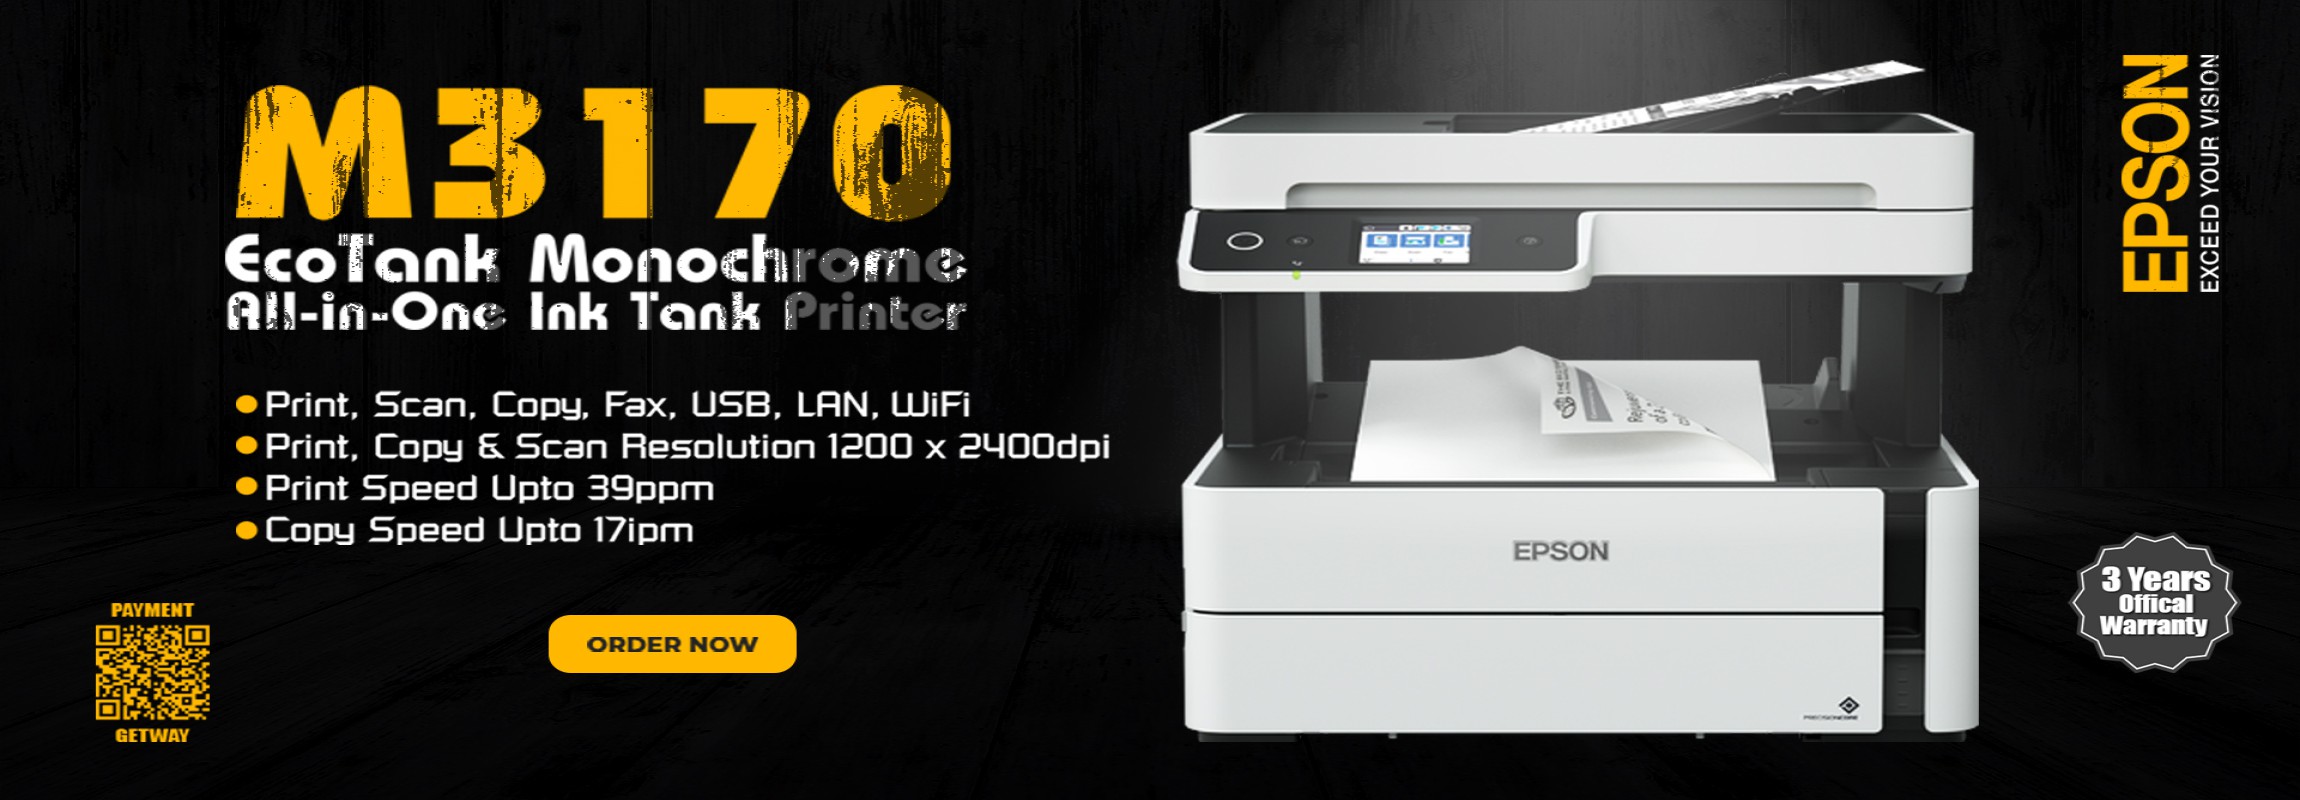 M3170
EcoTank Monochrome
All-in-One Ink Tank Printer
Print, Scan, Copy, Fax, USB, LAN, WiFi
Print, Copy & Scan Resolution 1200 x 2400dpi
Print Speed Upto 39ppm
Copy Speed Upto 17ipm
PAYMENT
GETWAY
ORDER NOW
EPSON
PRECISIONCORE
EPSON
EXCEED YOUR VISION
3 Years
Offical
Warranty